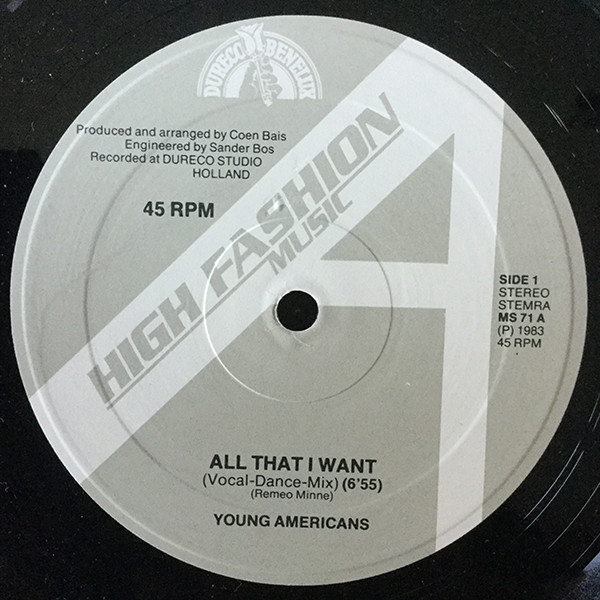 DURECO BENELUX
Produced and arranged by Coen Bais
Engineered by Sander Bos
Recorded at DURECO STUDIO
HOLLAND
45 RPM
HIGH FASHION
MUSIC
SIDE 1
STEREO
STEMRA
MS 71 A
(P) 1983
45 RPM
ALL THAT I WANT
(Vocal-Dance-Mix) (6'55)
(Remeo Minne)
YOUNG AMERICANS